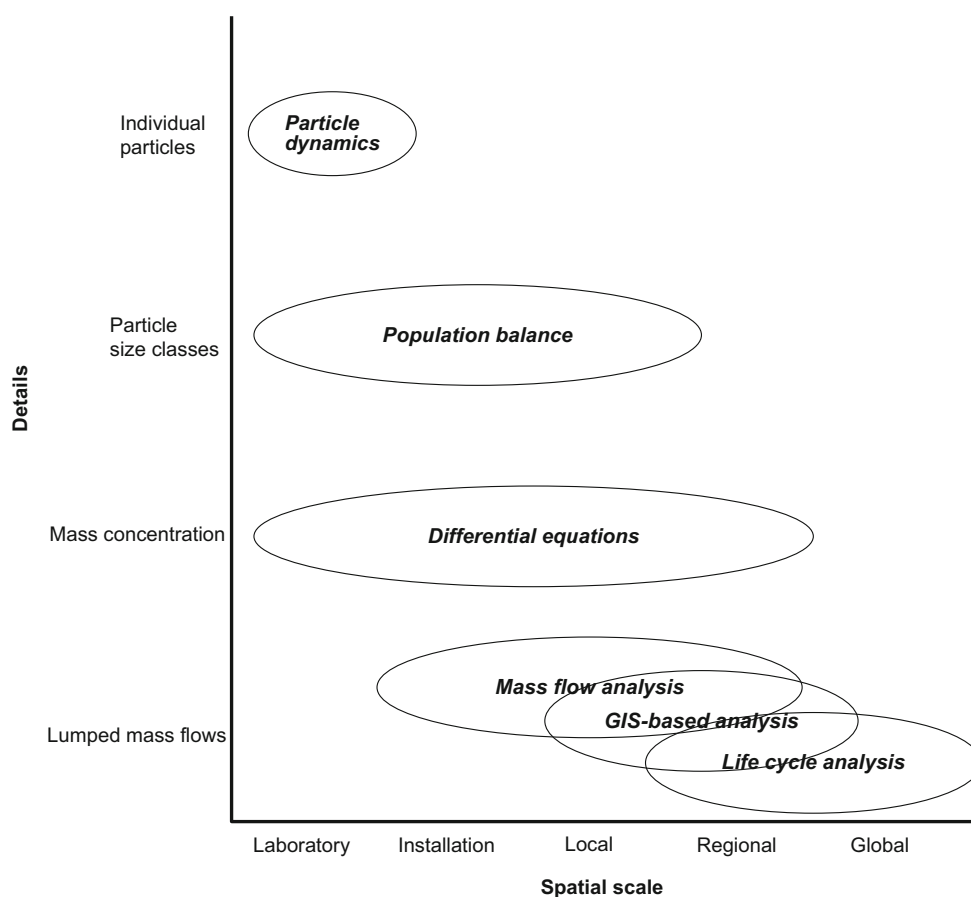 Individual
particles
Particle
dynamics
Particle
size classes
Population balance
Details
Mass concentration
Differential equations
Mass flow analysis
GIS-based analysis
Lumped mass flows
Life cycle analysis
Laboratory
Installation
Local
Regional
Global
Spatial scale